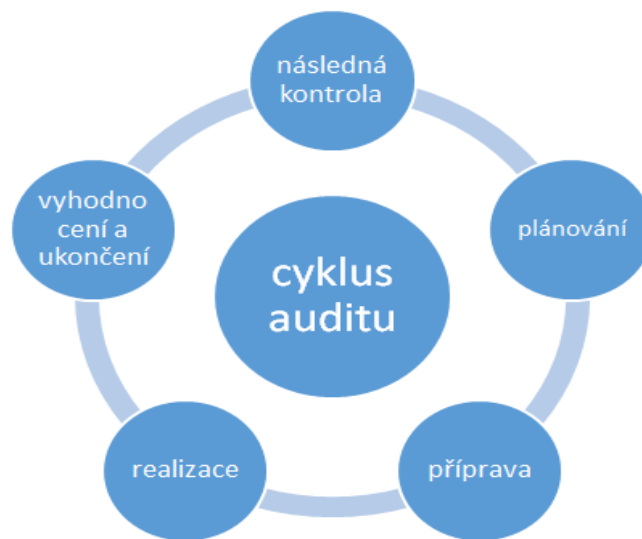 následná
kontrola
plánování
příprava
realizace
vyhodno
cení a
ukončení
cyklus
auditu